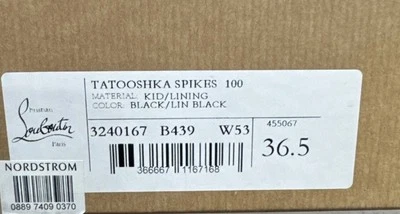 TATOOSHKA SPIKES 100
MATERIAL: KID/LINING
COLOR: BLACK/LIN BLACK
Christian
Louboutin
Paris
3240167 B439 W53
455067
36.5
366667 1167168
NORDSTROM
0889 7409 0370